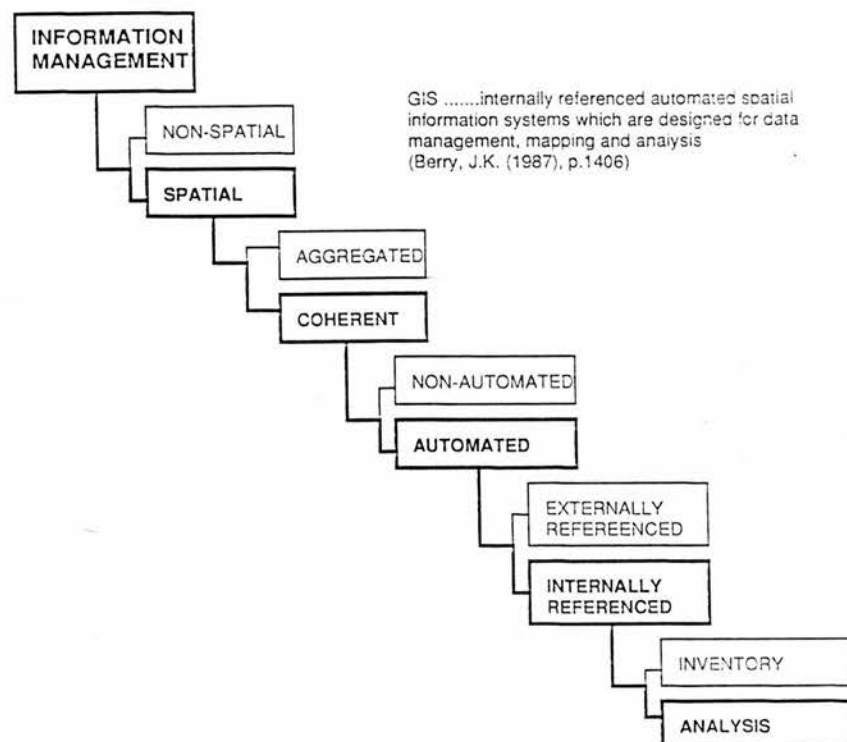 INFORMATION
MANAGEMENT
GIS .......internally referenced automated spatial
information systems which are designed for data
management, mapping and analysis
(Berry, J.K. (1987), p.1406)
NON-SPATIAL
SPATIAL
AGGREGATED
COHERENT
NON-AUTOMATED
AUTOMATED
EXTERNALLY
REFEREENCED
INTERNALLY
REFERENCED
INVENTORY
ANALYSIS